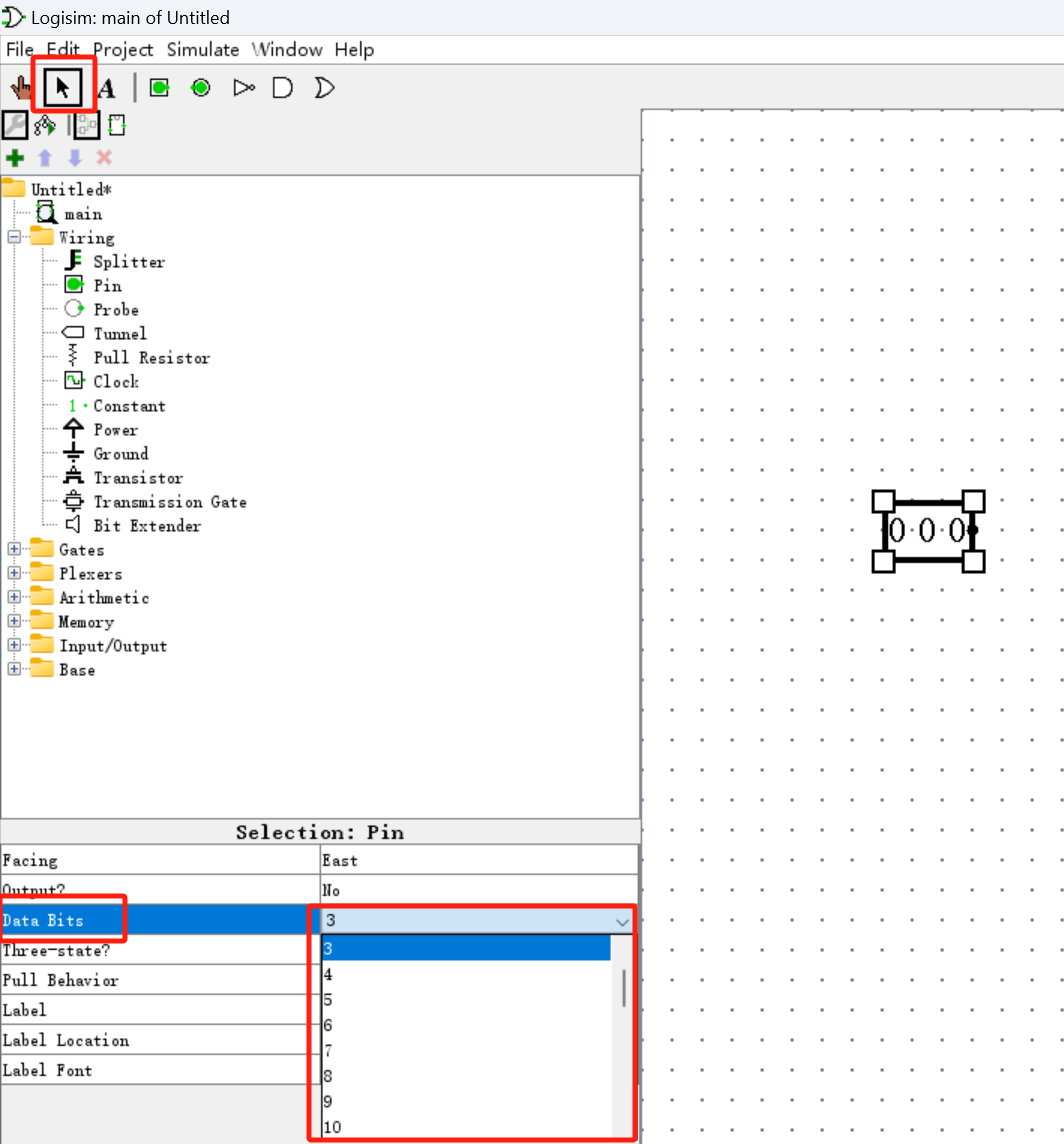 Logisim: main of Untitled
File Edit Project Simulate Window Help
A
Untitled*
main
Wiring
Splitter
Pin
Probe
Tunnel
Pull Resistor
Clock
1 Constant
Power
Ground
Transistor
Transmission Gate
Bit Extender
Gates
Plexers
Arithmetic
Memory
Input/Output
Base
0 0 0
Selection: Pin
Facing East
Output? No
Data Bits 3
Three-state? 3
4
Pull Behavior 5
Label 6
Label Location 7
Label Font 8
9
10